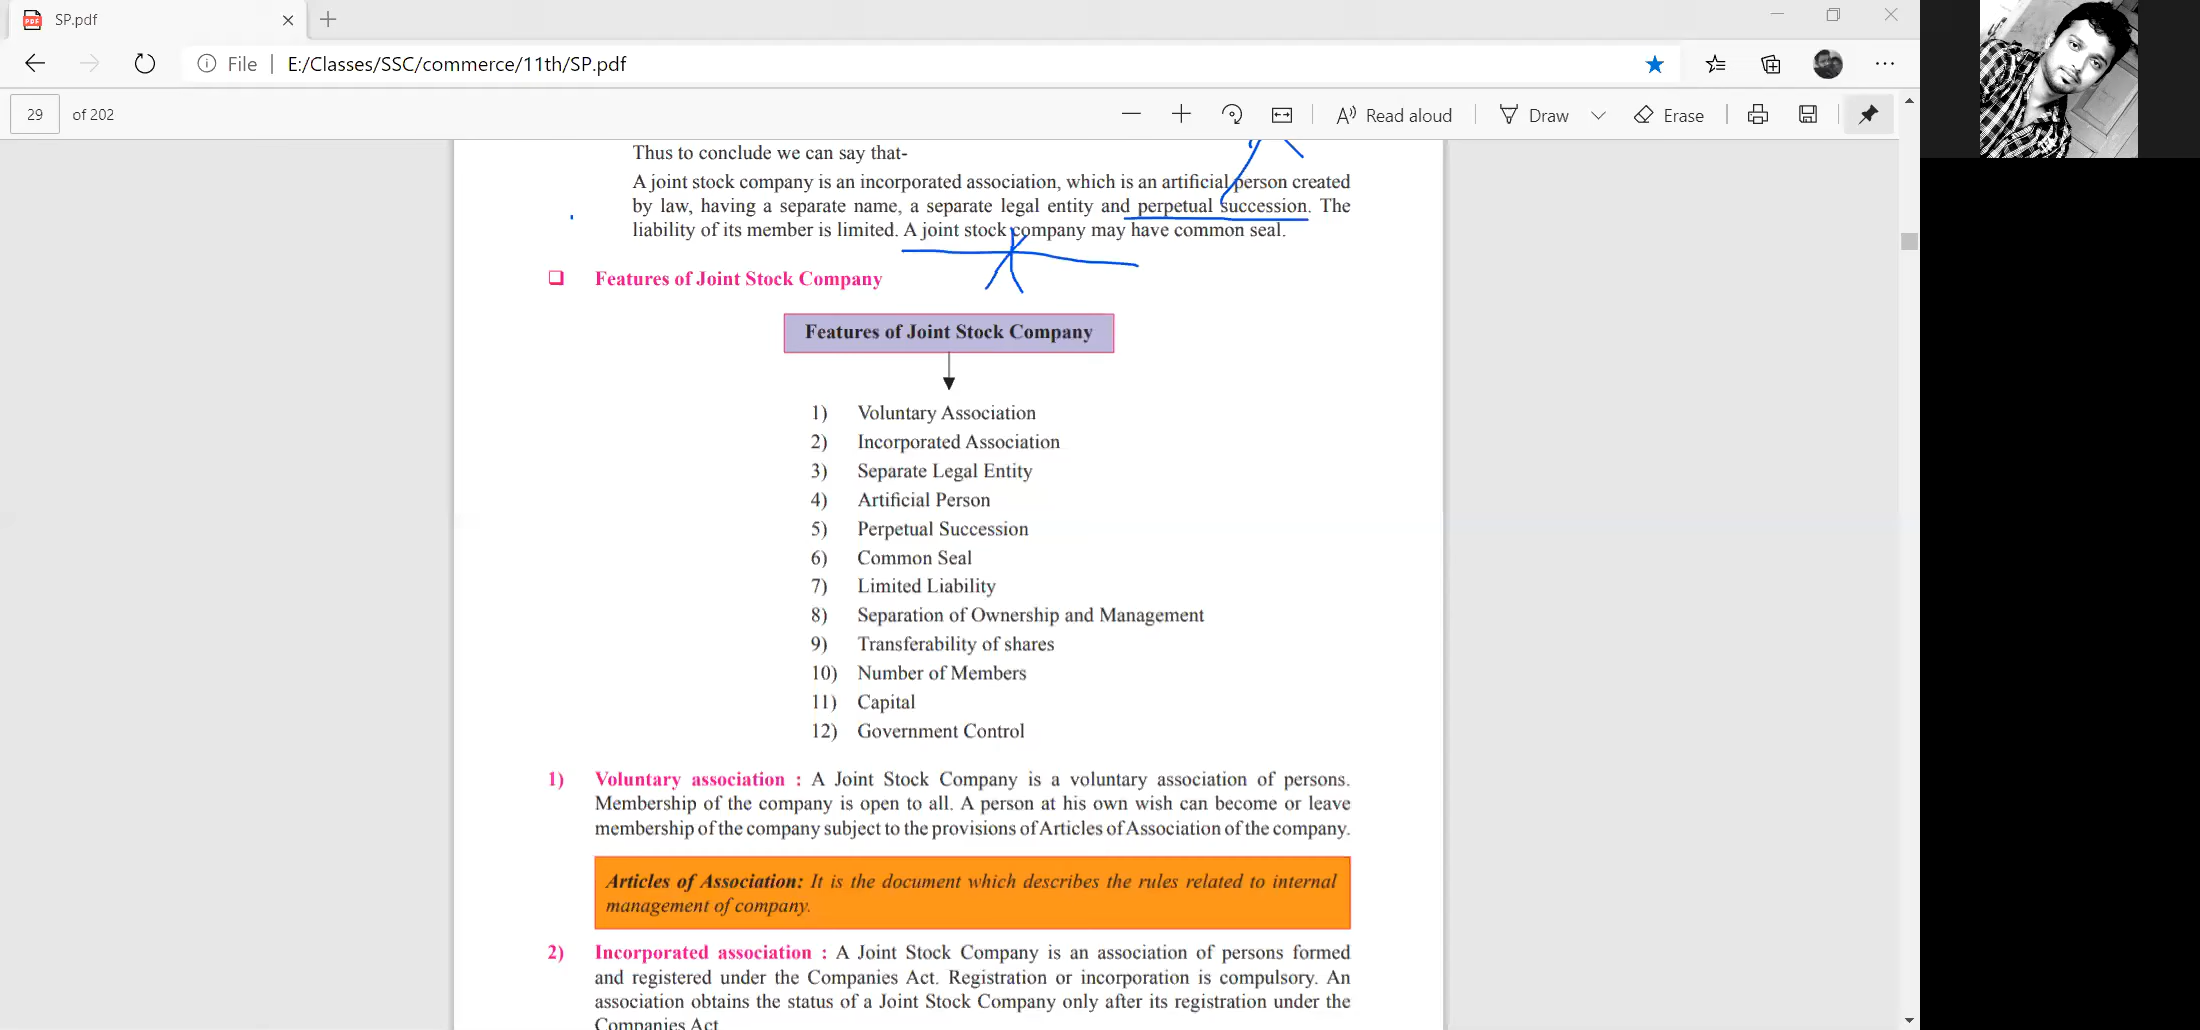 SP.pdf
File
E:/Classes/SSC/commerce/11th/SP.pdf
29 of 202
Read aloud
Draw
Erase
Thus to conclude we can say that-
A joint stock company is an incorporated association, which is an artificial person created
by law, having a separate name, a separate legal entity and perpetual succession. The
liability of its member is limited. A joint stock company may have common seal.
Features of Joint Stock Company
Features of Joint Stock Company
1) Voluntary Association
2) Incorporated Association
3) Separate Legal Entity
4) Artificial Person
5) Perpetual Succession
6) Common Seal
7) Limited Liability
8) Separation of Ownership and Management
9) Transferability of shares
10) Number of Members
11) Capital
12) Government Control
1) Voluntary association : A Joint Stock Company is a voluntary association of persons.
Membership of the company is open to all. A person at his own wish can become or leave
membership of the company subject to the provisions of Articles of Association of the company.
Articles of Association: It is the document which describes the rules related to internal
management of company.
2) Incorporated association : A Joint Stock Company is an association of persons formed
and registered under the Companies Act. Registration or incorporation is compulsory. An
association obtains the status of a Joint Stock Company only after its registration under the
Companies Act